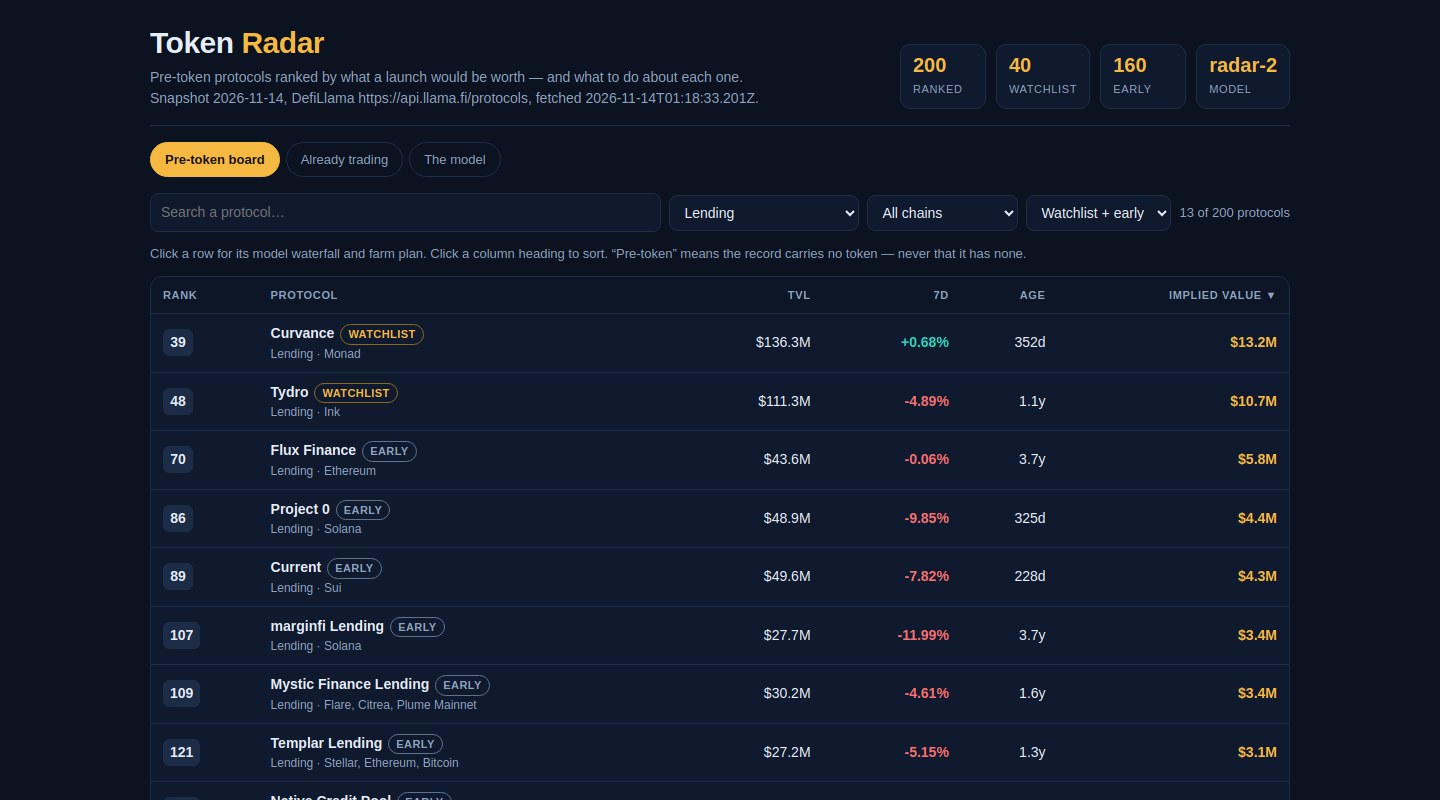 Token Radar
Pre-token protocols ranked by what a launch would be worth — and what to do about each one.
Snapshot 2026-11-14, DefiLlama https://api.llama.fi/protocols, fetched 2026-11-14T01:18:33.201Z.
200
RANKED
40
WATCHLIST
160
EARLY
radar-2
MODEL
Pre-token board
Already trading
The model
Search a protocol…
Lending
All chains
Watchlist + early
13 of 200 protocols
Click a row for its model waterfall and farm plan. Click a column heading to sort. “Pre-token” means the record carries no token — never that it has none.
RANK PROTOCOL TVL 7D AGE IMPLIED VALUE ▼
39 Curvance WATCHLIST $136.3M +0.68% 352d $13.2M
Lending · Monad
48 Tydro WATCHLIST $111.3M -4.89% 1.1y $10.7M
Lending · Ink
70 Flux Finance EARLY $43.6M -0.06% 3.7y $5.8M
Lending · Ethereum
86 Project 0 EARLY $48.9M -9.85% 325d $4.4M
Lending · Solana
89 Current EARLY $49.6M -7.82% 228d $4.3M
Lending · Sui
107 marginfi Lending EARLY $27.7M -11.99% 3.7y $3.4M
Lending · Solana
109 Mystic Finance Lending EARLY $30.2M -4.61% 1.6y $3.4M
Lending · Flare, Citrea, Plume Mainnet
121 Templar Lending EARLY $27.2M -5.15% 1.3y $3.1M
Lending · Stellar, Ethereum, Bitcoin
Native Credit Pool EARLY